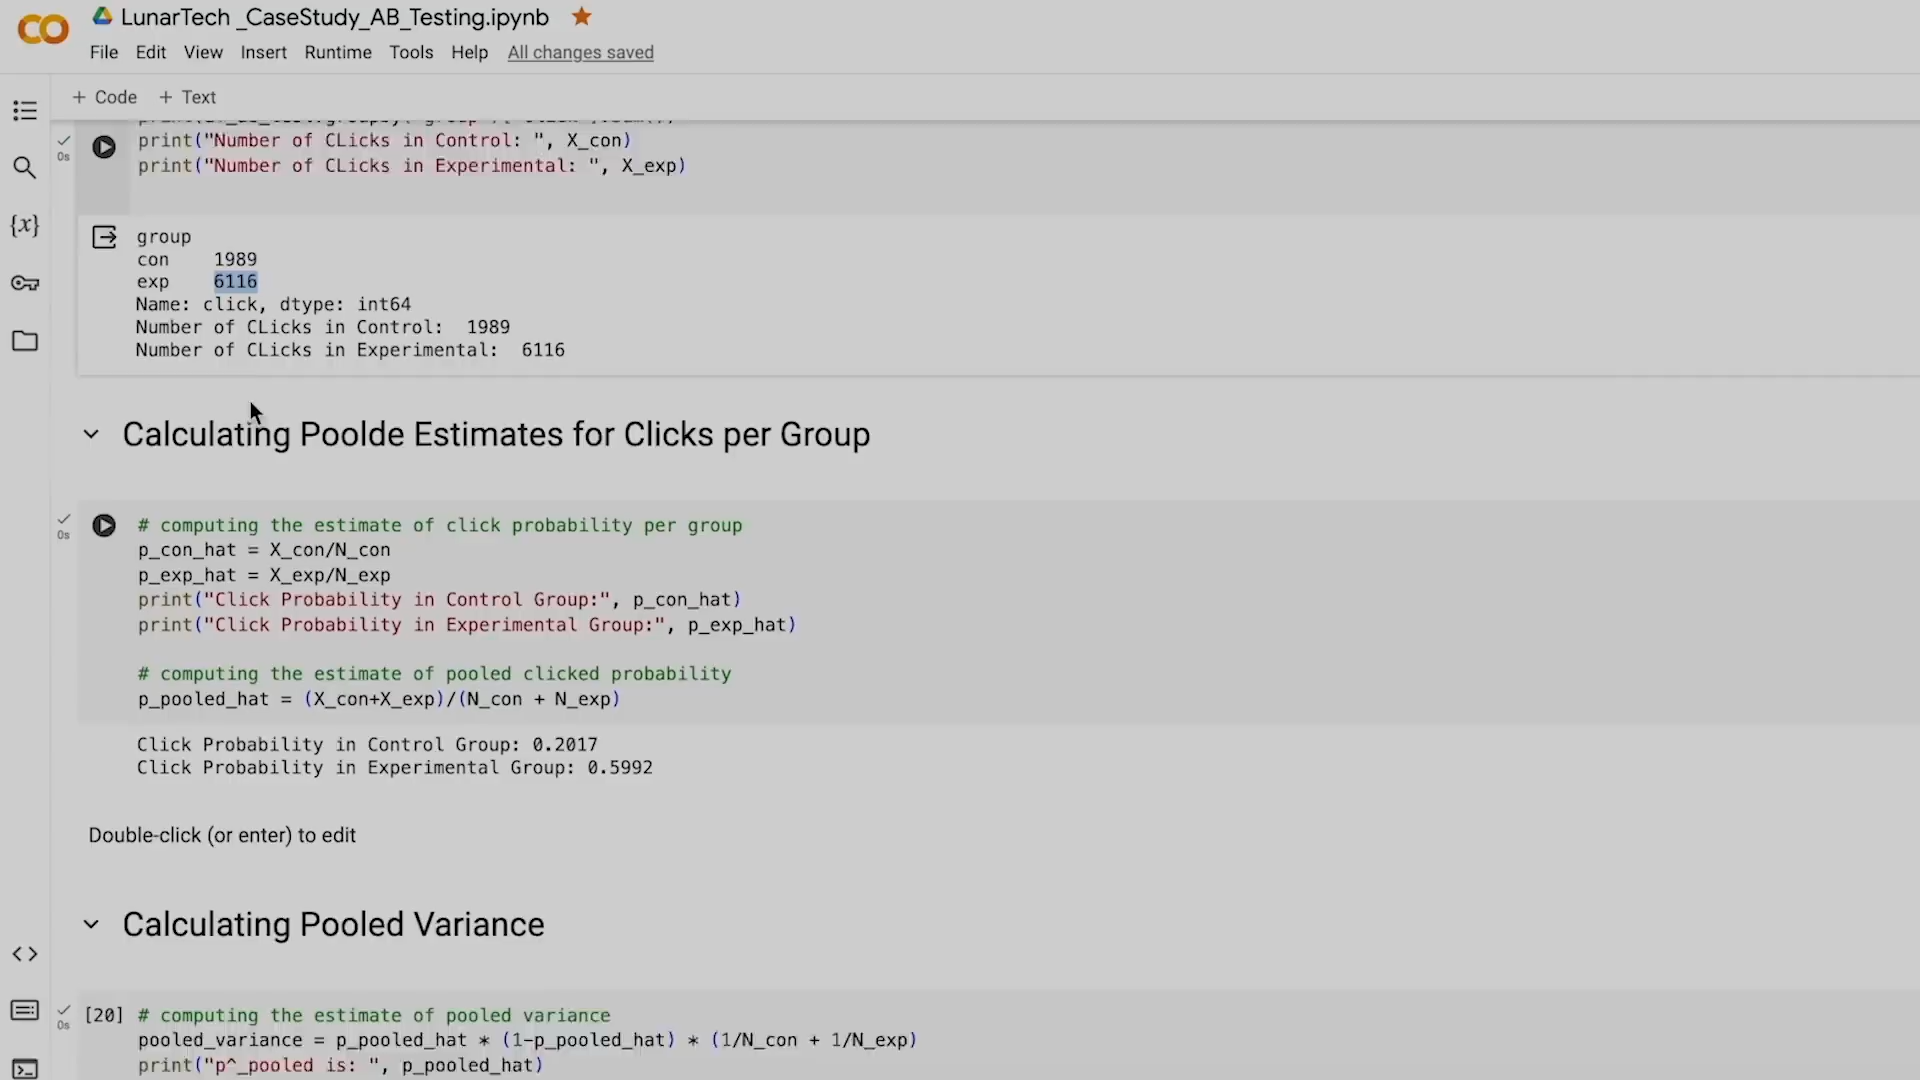 LunarTech _CaseStudy_AB_Testing.ipynb
File Edit View Insert Runtime Tools Help All changes saved
+ Code + Text
print("Number of CLicks in Control: ", X_con)
print("Number of CLicks in Experimental: ", X_exp)
0s
group
con 1989
exp 6116
Name: click, dtype: int64
Number of CLicks in Control: 1989
Number of CLicks in Experimental: 6116
Calculating Poolde Estimates for Clicks per Group
0s
# computing the estimate of click probability per group
p_con_hat = X_con/N_con
p_exp_hat = X_exp/N_exp
print("Click Probability in Control Group:", p_con_hat)
print("Click Probability in Experimental Group:", p_exp_hat)
# computing the estimate of pooled clicked probability
p_pooled_hat = (X_con+X_exp)/(N_con + N_exp)
Click Probability in Control Group: 0.2017
Click Probability in Experimental Group: 0.5992
Double-click (or enter) to edit
Calculating Pooled Variance
0s
[20] # computing the estimate of pooled variance
pooled_variance = p_pooled_hat * (1-p_pooled_hat) * (1/N_con + 1/N_exp)
print("p^_pooled is: ", p_pooled_hat)